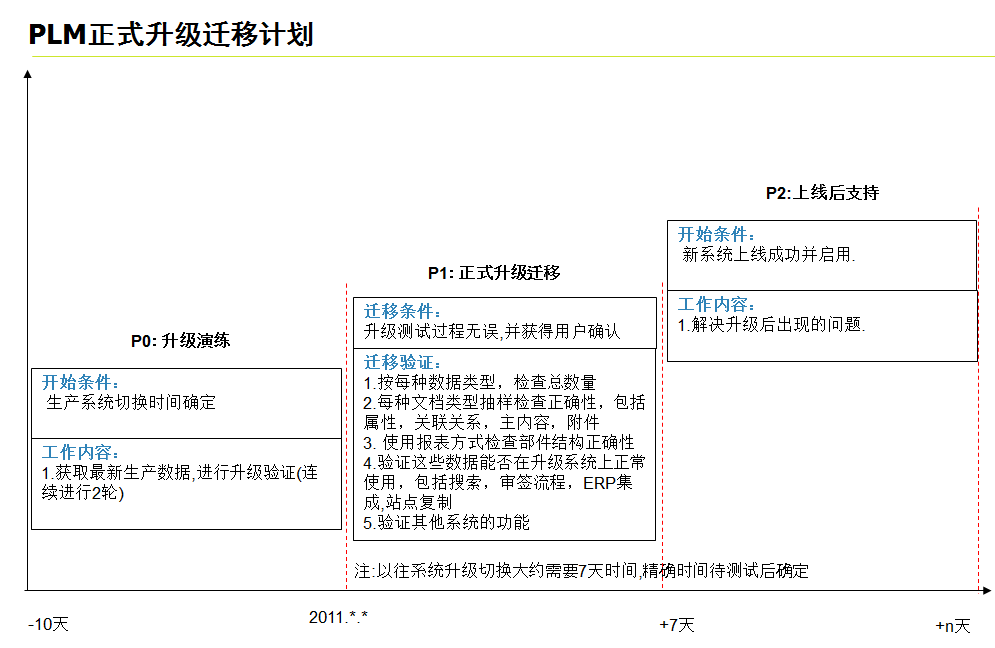 PLM正式升级迁移计划
P2:上线后支持
开始条件：
新系统上线成功并启用.
工作内容：
1.解决升级后出现的问题.
P1: 正式升级迁移
迁移条件：
升级测试过程无误,并获得用户确认
迁移验证：
1.按每种数据类型，检查总数量
2.每种文档类型抽样检查正确性，包括
属性，关联关系，主内容，附件
3. 使用报表方式检查部件结构正确性
4.验证这些数据能否在升级系统上正常
使用，包括搜索，审签流程，ERP集
成,站点复制
5.验证其他系统的功能
P0: 升级演练
开始条件：
生产系统切换时间确定
工作内容：
1.获取最新生产数据,进行升级验证(连
续进行2轮)
注:以往系统升级切换大约需要7天时间,精确时间待测试后确定
-10天
2011.*.*
+7天
+n天